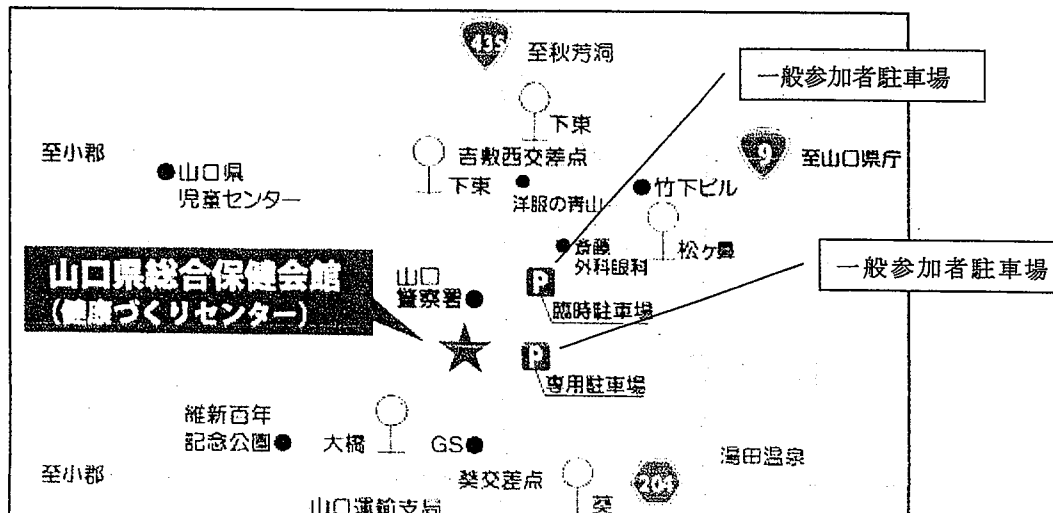 435
至秋芳洞
一般参加者駐車場
下東
至小郡
山口県
児童センター
吉敷西交差点
下東
洋服の青山
竹下ビル
9
至山口県庁
斎藤
外科眼科
松ヶ鼻
山口県総合保健会館
(健康づくりセンター)
山口
警察署
P
臨時駐車場
一般参加者駐車場
P
専用駐車場
維新百年
記念公園
大橋
GS
湯田温泉
至小郡
葵交差点
葵
204
山口運輸支局